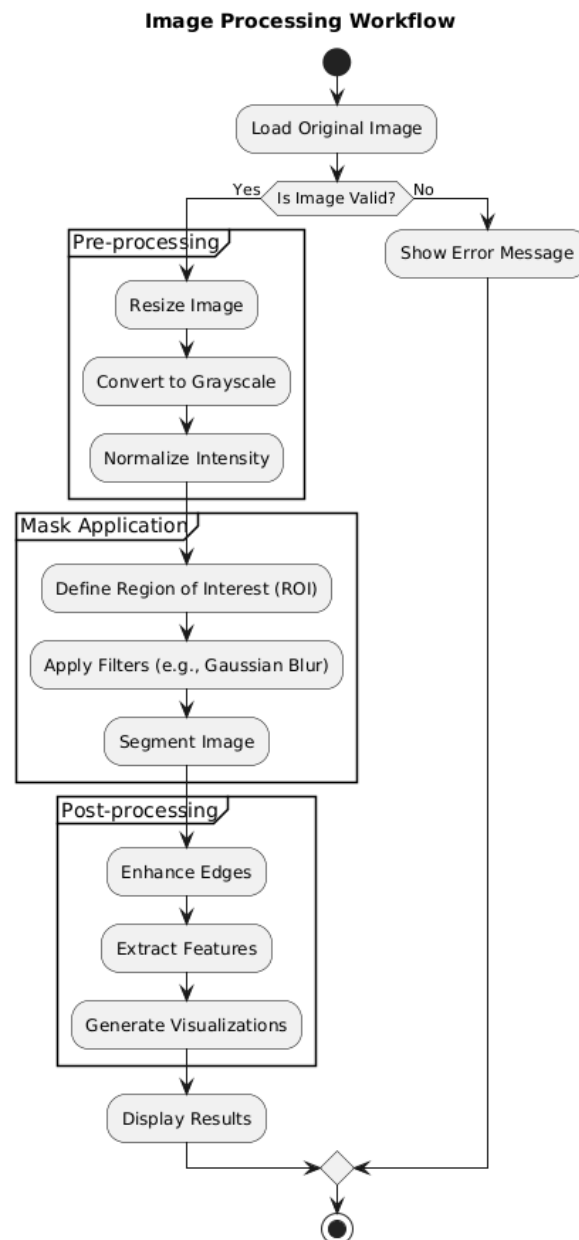 Image Processing Workflow
Load Original Image
Is Image Valid?
Yes
No
Pre-processing
Resize Image
Convert to Grayscale
Normalize Intensity
Show Error Message
Mask Application
Define Region of Interest (ROI)
Apply Filters (e.g., Gaussian Blur)
Segment Image
Post-processing
Enhance Edges
Extract Features
Generate Visualizations
Display Results